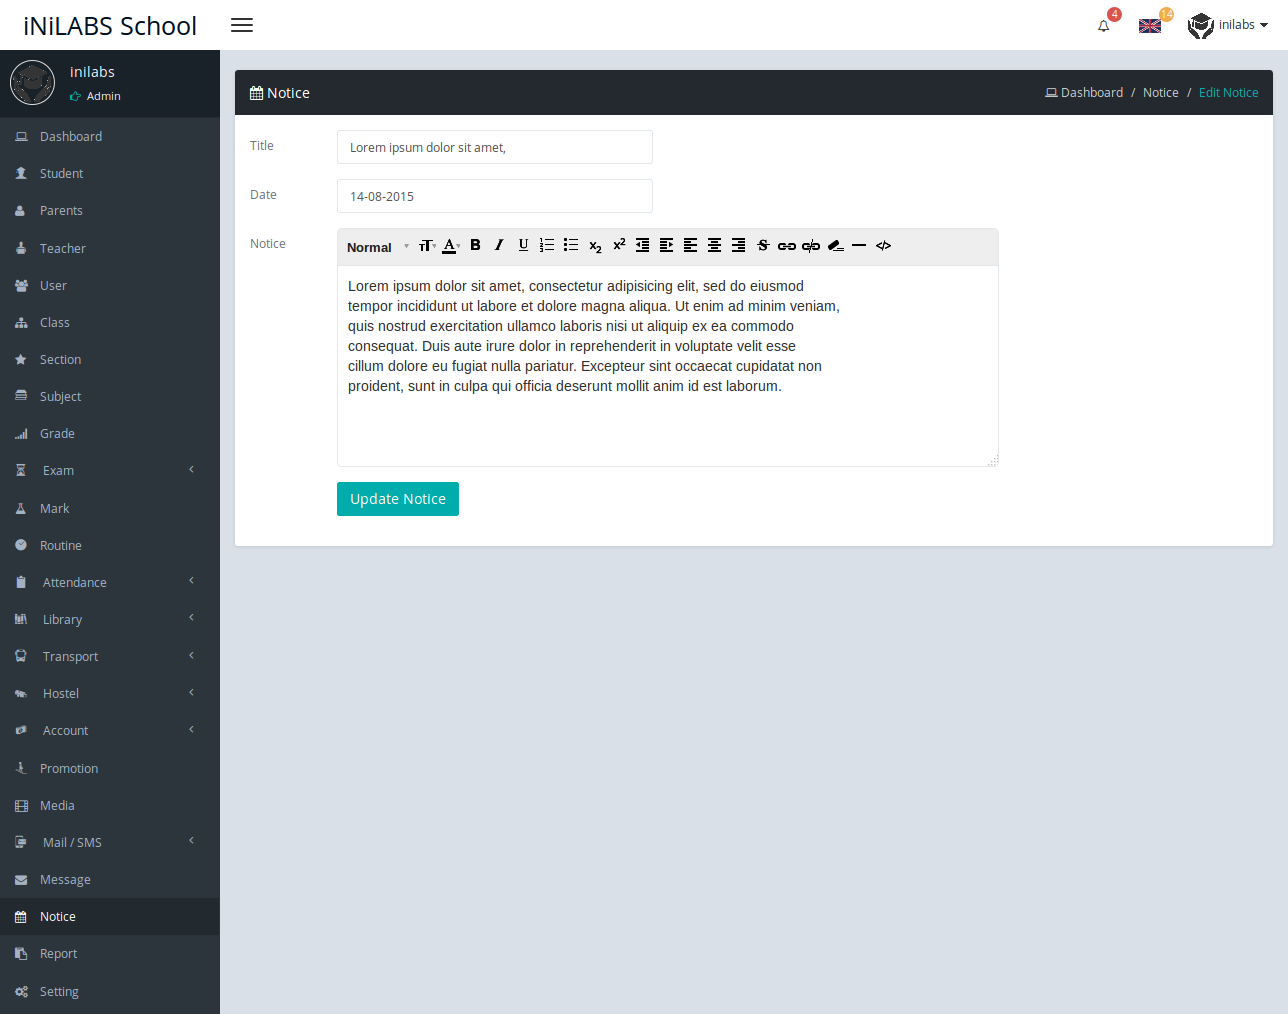 iNiLABS School
4
14
inilabs
inilabs
Admin
Dashboard
Student
Parents
Teacher
User
Class
Section
Subject
Grade
Exam
Mark
Routine
Attendance
Library
Transport
Hostel
Account
Promotion
Media
Mail / SMS
Message
Notice
Report
Setting
Notice
Dashboard / Notice / Edit Notice
Title
Lorem ipsum dolor sit amet,
Date
14-08-2015
Notice
Normal TT A B I U x2 x2 S </>
Lorem ipsum dolor sit amet, consectetur adipisicing elit, sed do eiusmod
tempor incididunt ut labore et dolore magna aliqua. Ut enim ad minim veniam,
quis nostrud exercitation ullamco laboris nisi ut aliquip ex ea commodo
consequat. Duis aute irure dolor in reprehenderit in voluptate velit esse
cillum dolore eu fugiat nulla pariatur. Excepteur sint occaecat cupidatat non
proident, sunt in culpa qui officia deserunt mollit anim id est laborum.
Update Notice